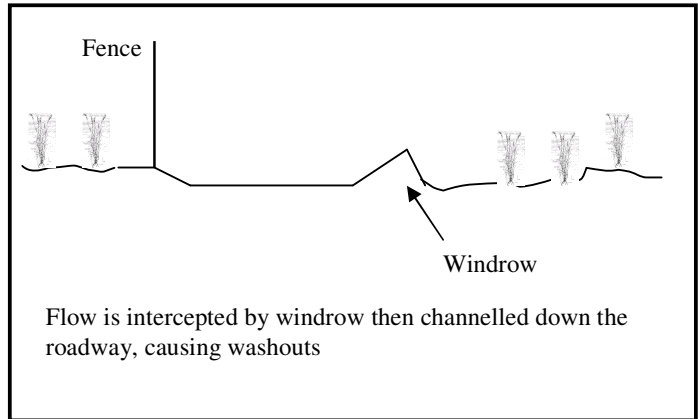 Fence
Windrow
Flow is intercepted by windrow then channelled down the
roadway, causing washouts